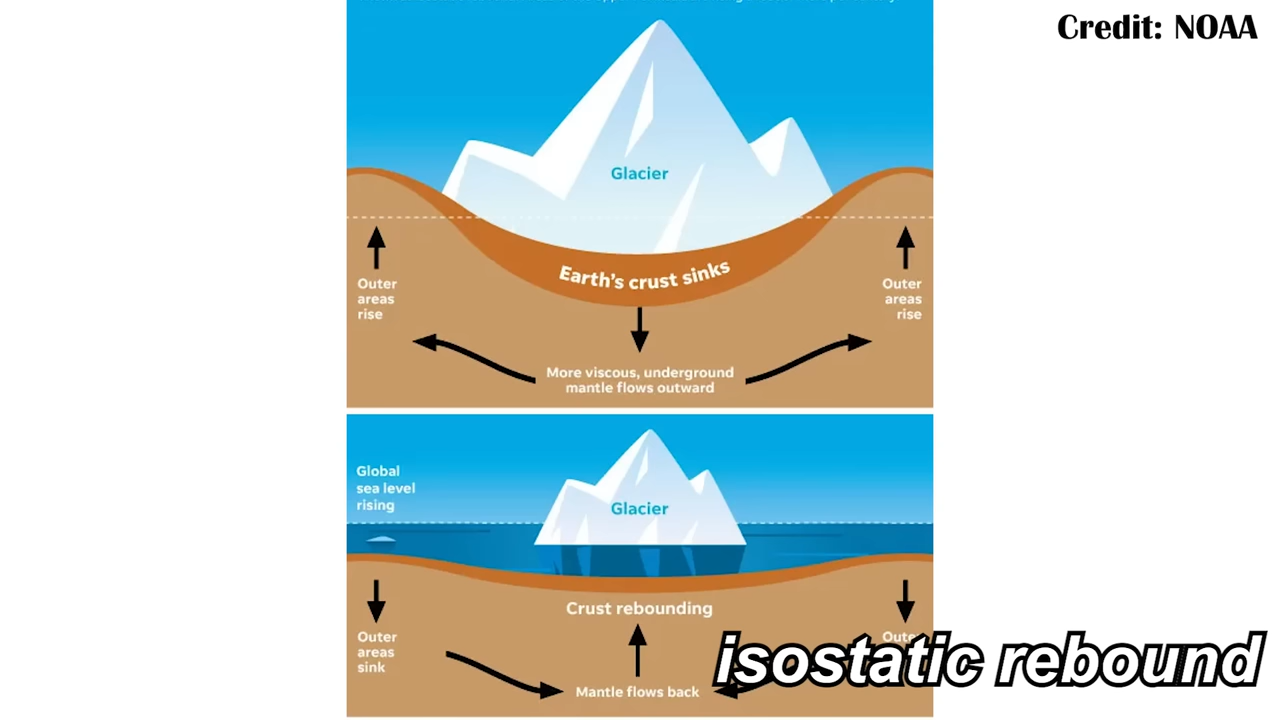 Credit: NOAA
Glacier
Earth's crust sinks
Outer
areas
rise
Outer
areas
rise
More viscous, underground
mantle flows outward
Global
sea level
rising
Glacier
Crust rebounding
Outer
areas
sink
isostatic rebound
Mantle flows back